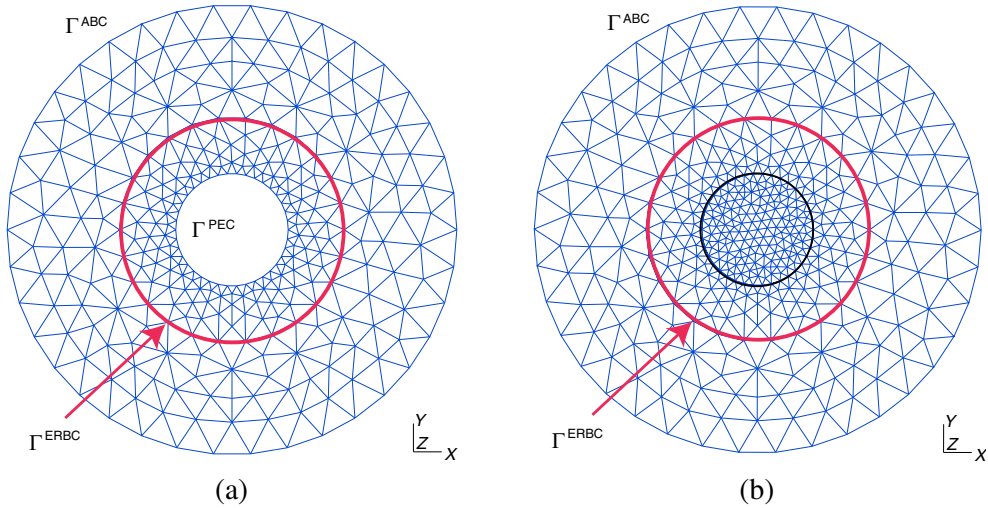 Γ^ABC
Γ^PEC
Γ^ERBC
Y
Z X
(a)
Γ^ABC
Γ^ERBC
Y
Z X
(b)